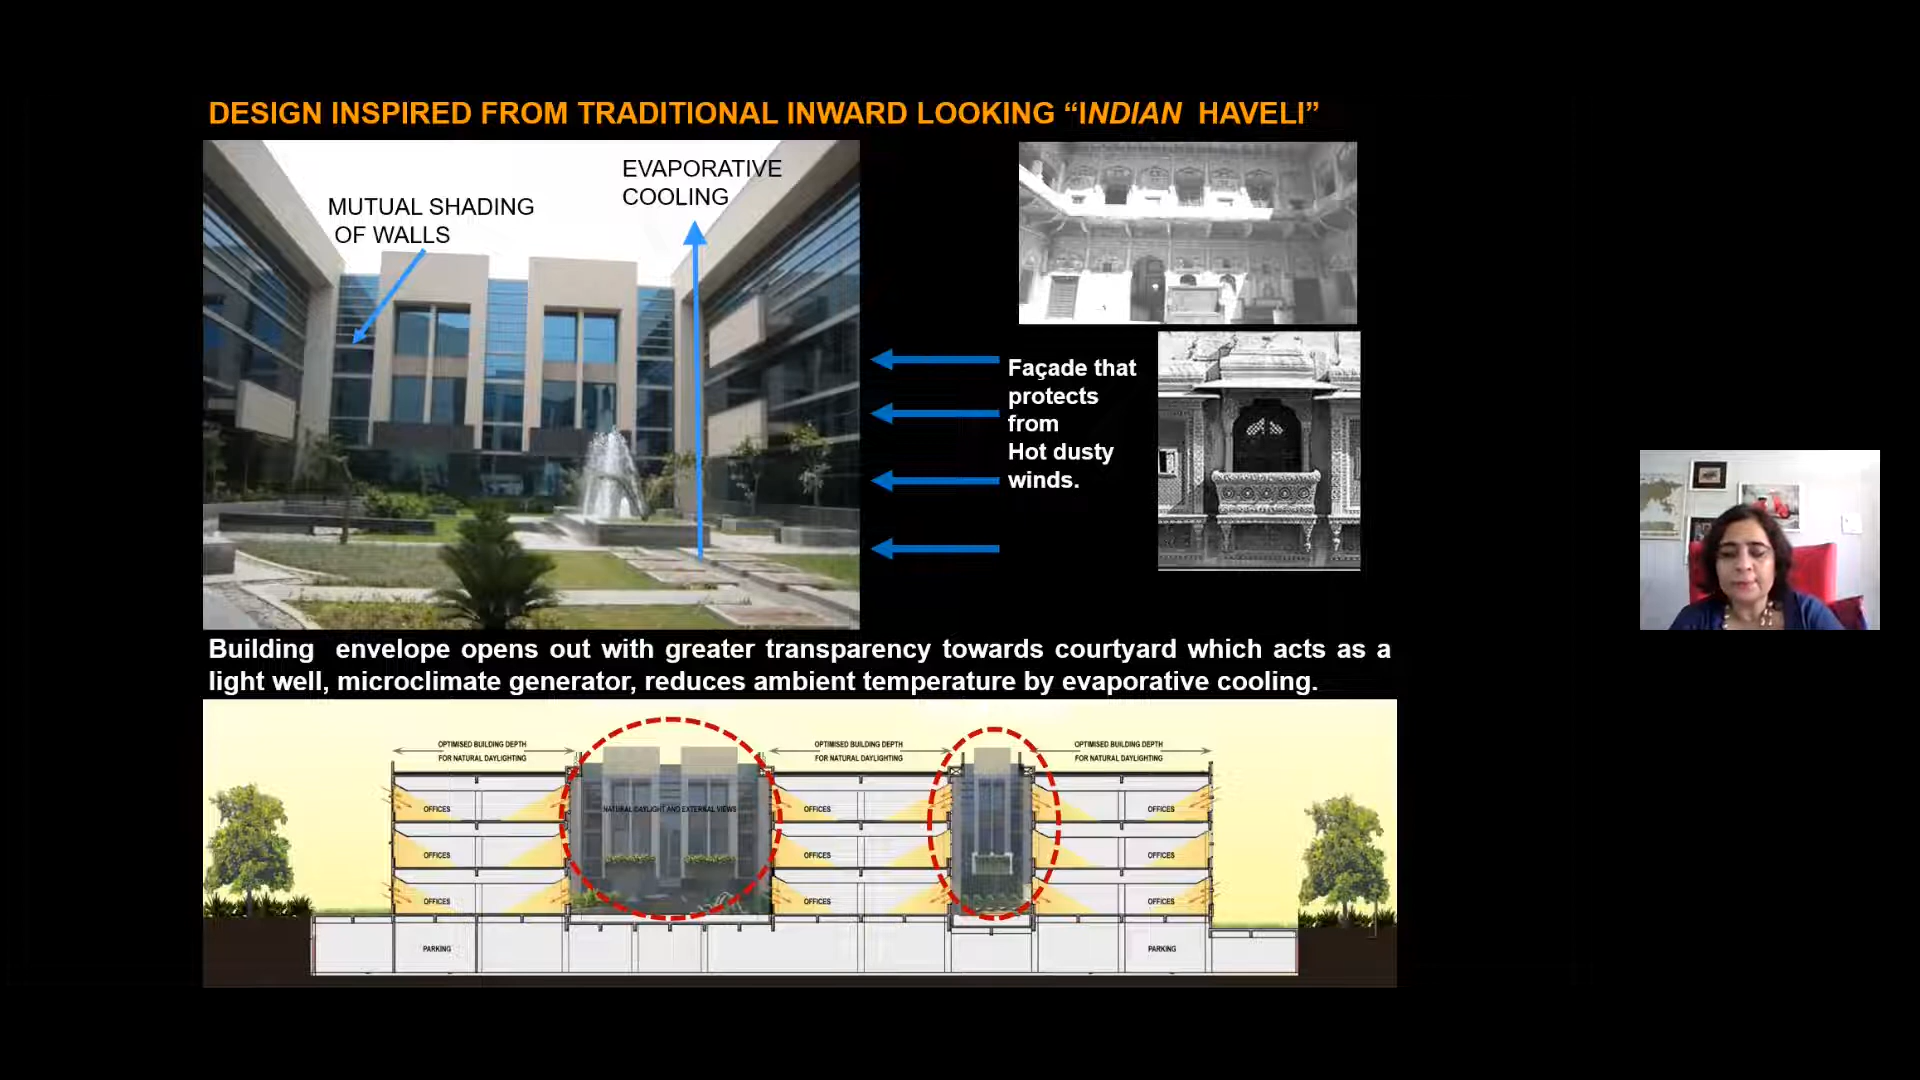 DESIGN INSPIRED FROM TRADITIONAL INWARD LOOKING “INDIAN HAVELI”
EVAPORATIVE
COOLING
MUTUAL SHADING
OF WALLS
Façade that
protects
from
Hot dusty
winds.
Building envelope opens out with greater transparency towards courtyard which acts as a
light well, microclimate generator, reduces ambient temperature by evaporative cooling.
OPTIMISED BUILDING DEPTH
FOR NATURAL DAYLIGHTING
OPTIMISED BUILDING DEPTH
FOR NATURAL DAYLIGHTING
OPTIMISED BUILDING DEPTH
FOR NATURAL DAYLIGHTING
OFFICES
NATURAL DAYLIGHT AND EXTERNAL VIEWS
OFFICES
OFFICES
OFFICES
OFFICES
OFFICES
OFFICES
OFFICES
OFFICES
PARKING
PARKING